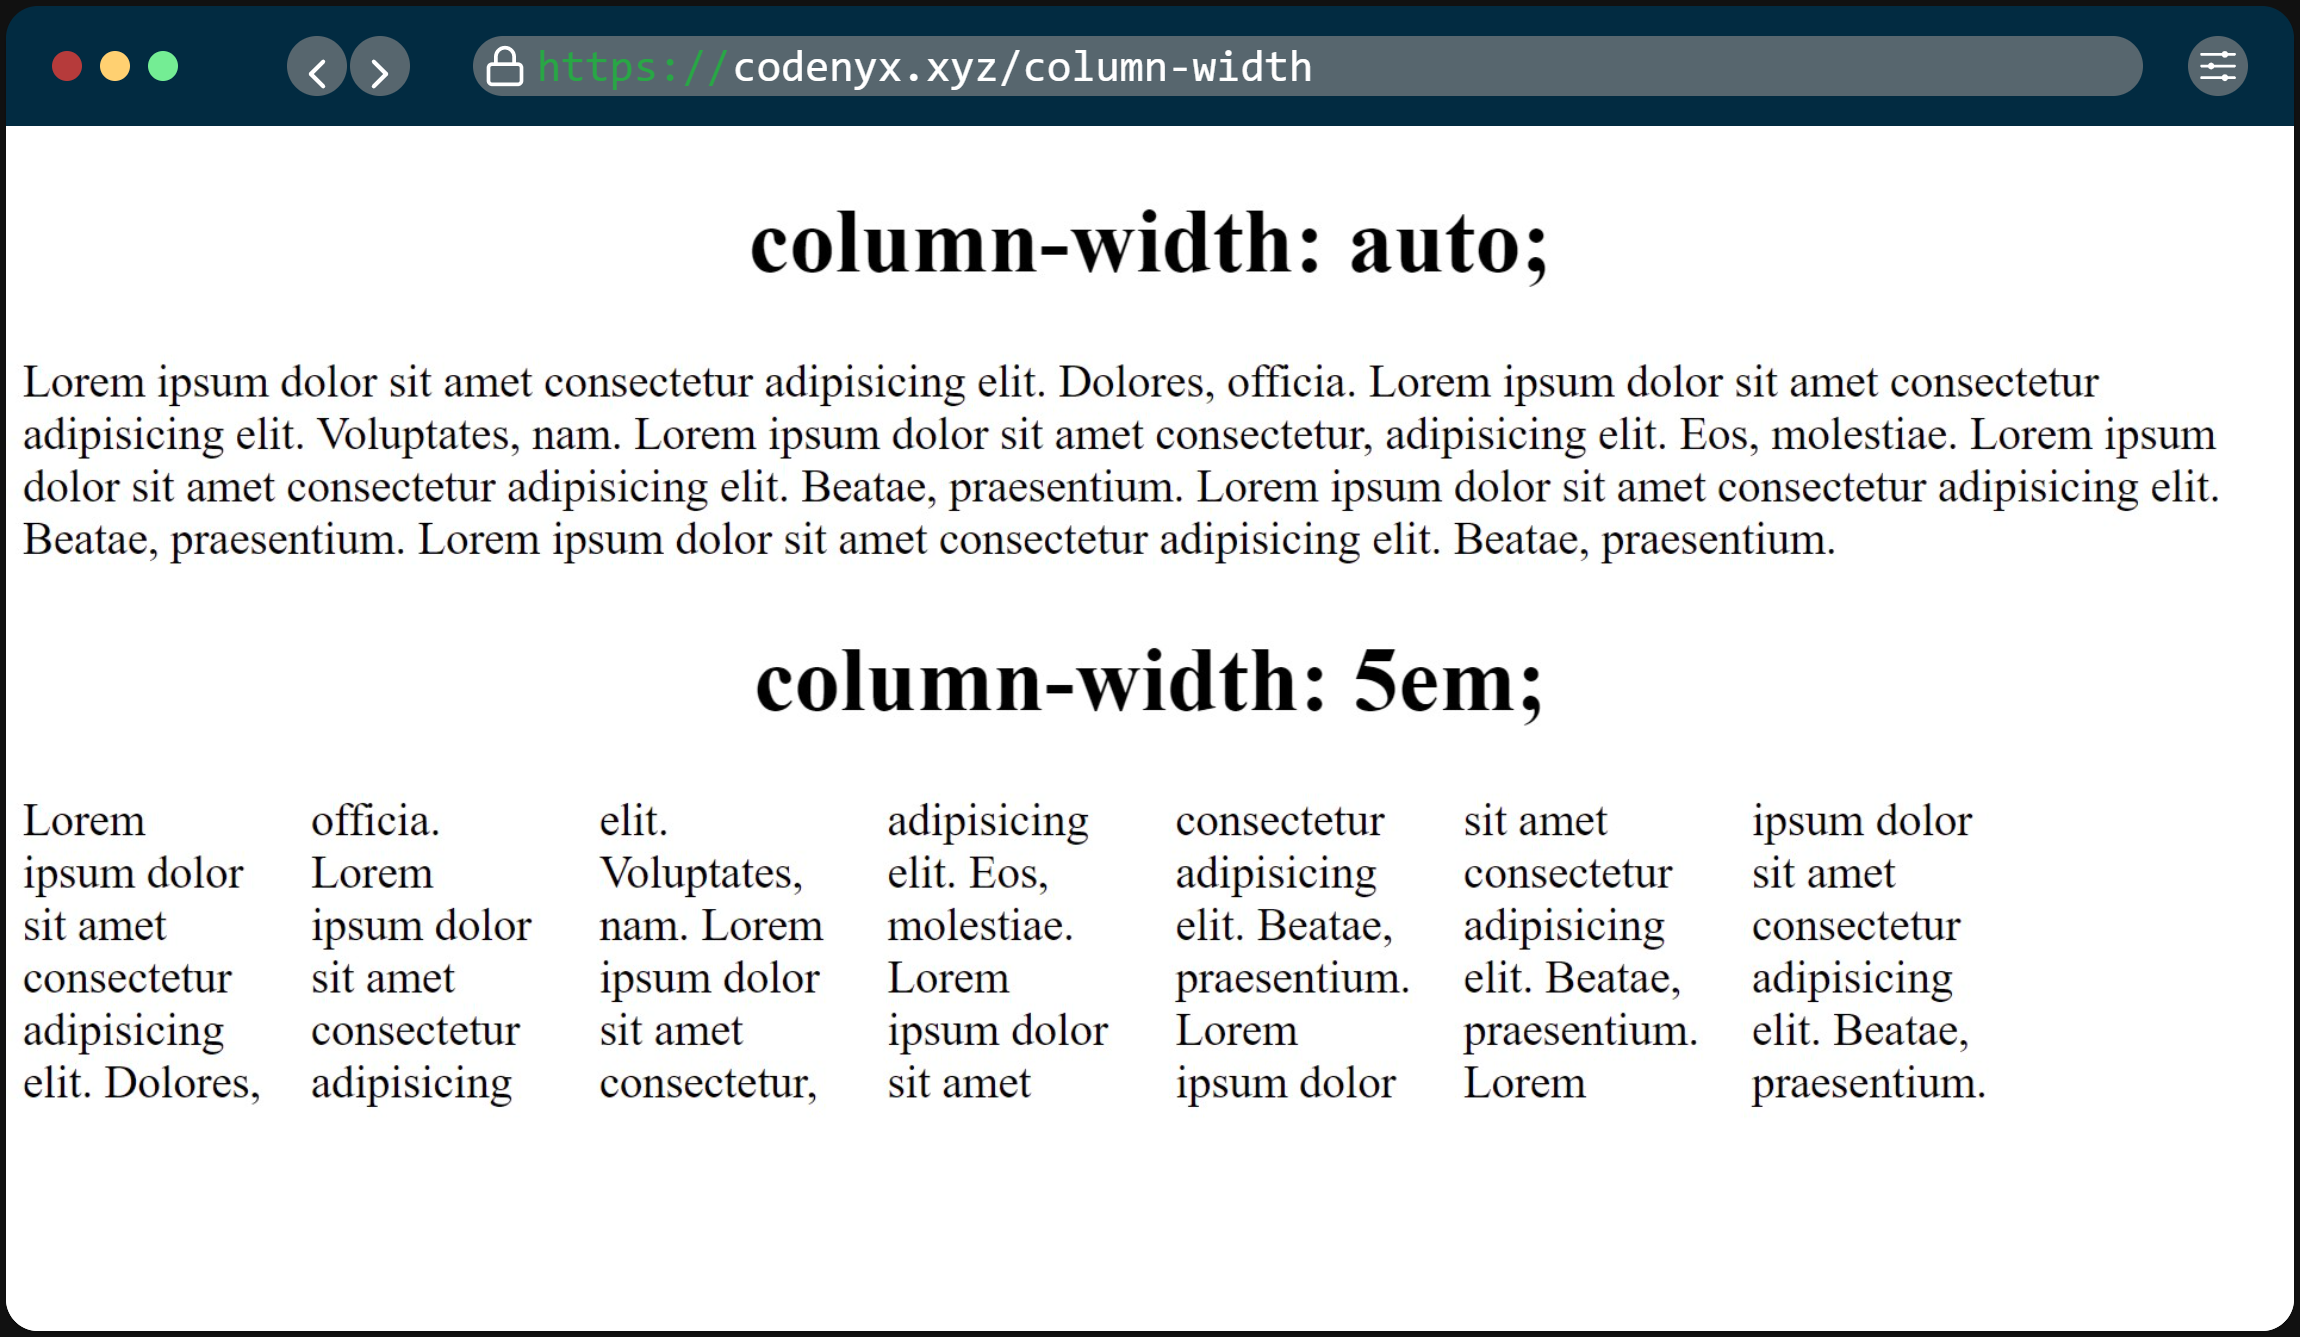 https://codenyx.xyz/column-width
column-width: auto;
Lorem ipsum dolor sit amet consectetur adipisicing elit. Dolores, officia. Lorem ipsum dolor sit amet consectetur
adipisicing elit. Voluptates, nam. Lorem ipsum dolor sit amet consectetur, adipisicing elit. Eos, molestiae. Lorem ipsum
dolor sit amet consectetur adipisicing elit. Beatae, praesentium. Lorem ipsum dolor sit amet consectetur adipisicing elit.
Beatae, praesentium. Lorem ipsum dolor sit amet consectetur adipisicing elit. Beatae, praesentium.
column-width: 5em;
Lorem
ipsum dolor
sit amet
consectetur
adipisicing
elit. Dolores,
officia.
Lorem
ipsum dolor
sit amet
consectetur
adipisicing
elit.
Voluptates,
nam. Lorem
ipsum dolor
sit amet
consectetur,
adipisicing
elit. Eos,
molestiae.
Lorem
ipsum dolor
sit amet
consectetur
adipisicing
elit. Beatae,
praesentium.
Lorem
ipsum dolor
sit amet
consectetur
adipisicing
elit. Beatae,
praesentium.
Lorem
ipsum dolor
sit amet
consectetur
adipisicing
elit. Beatae,
praesentium.